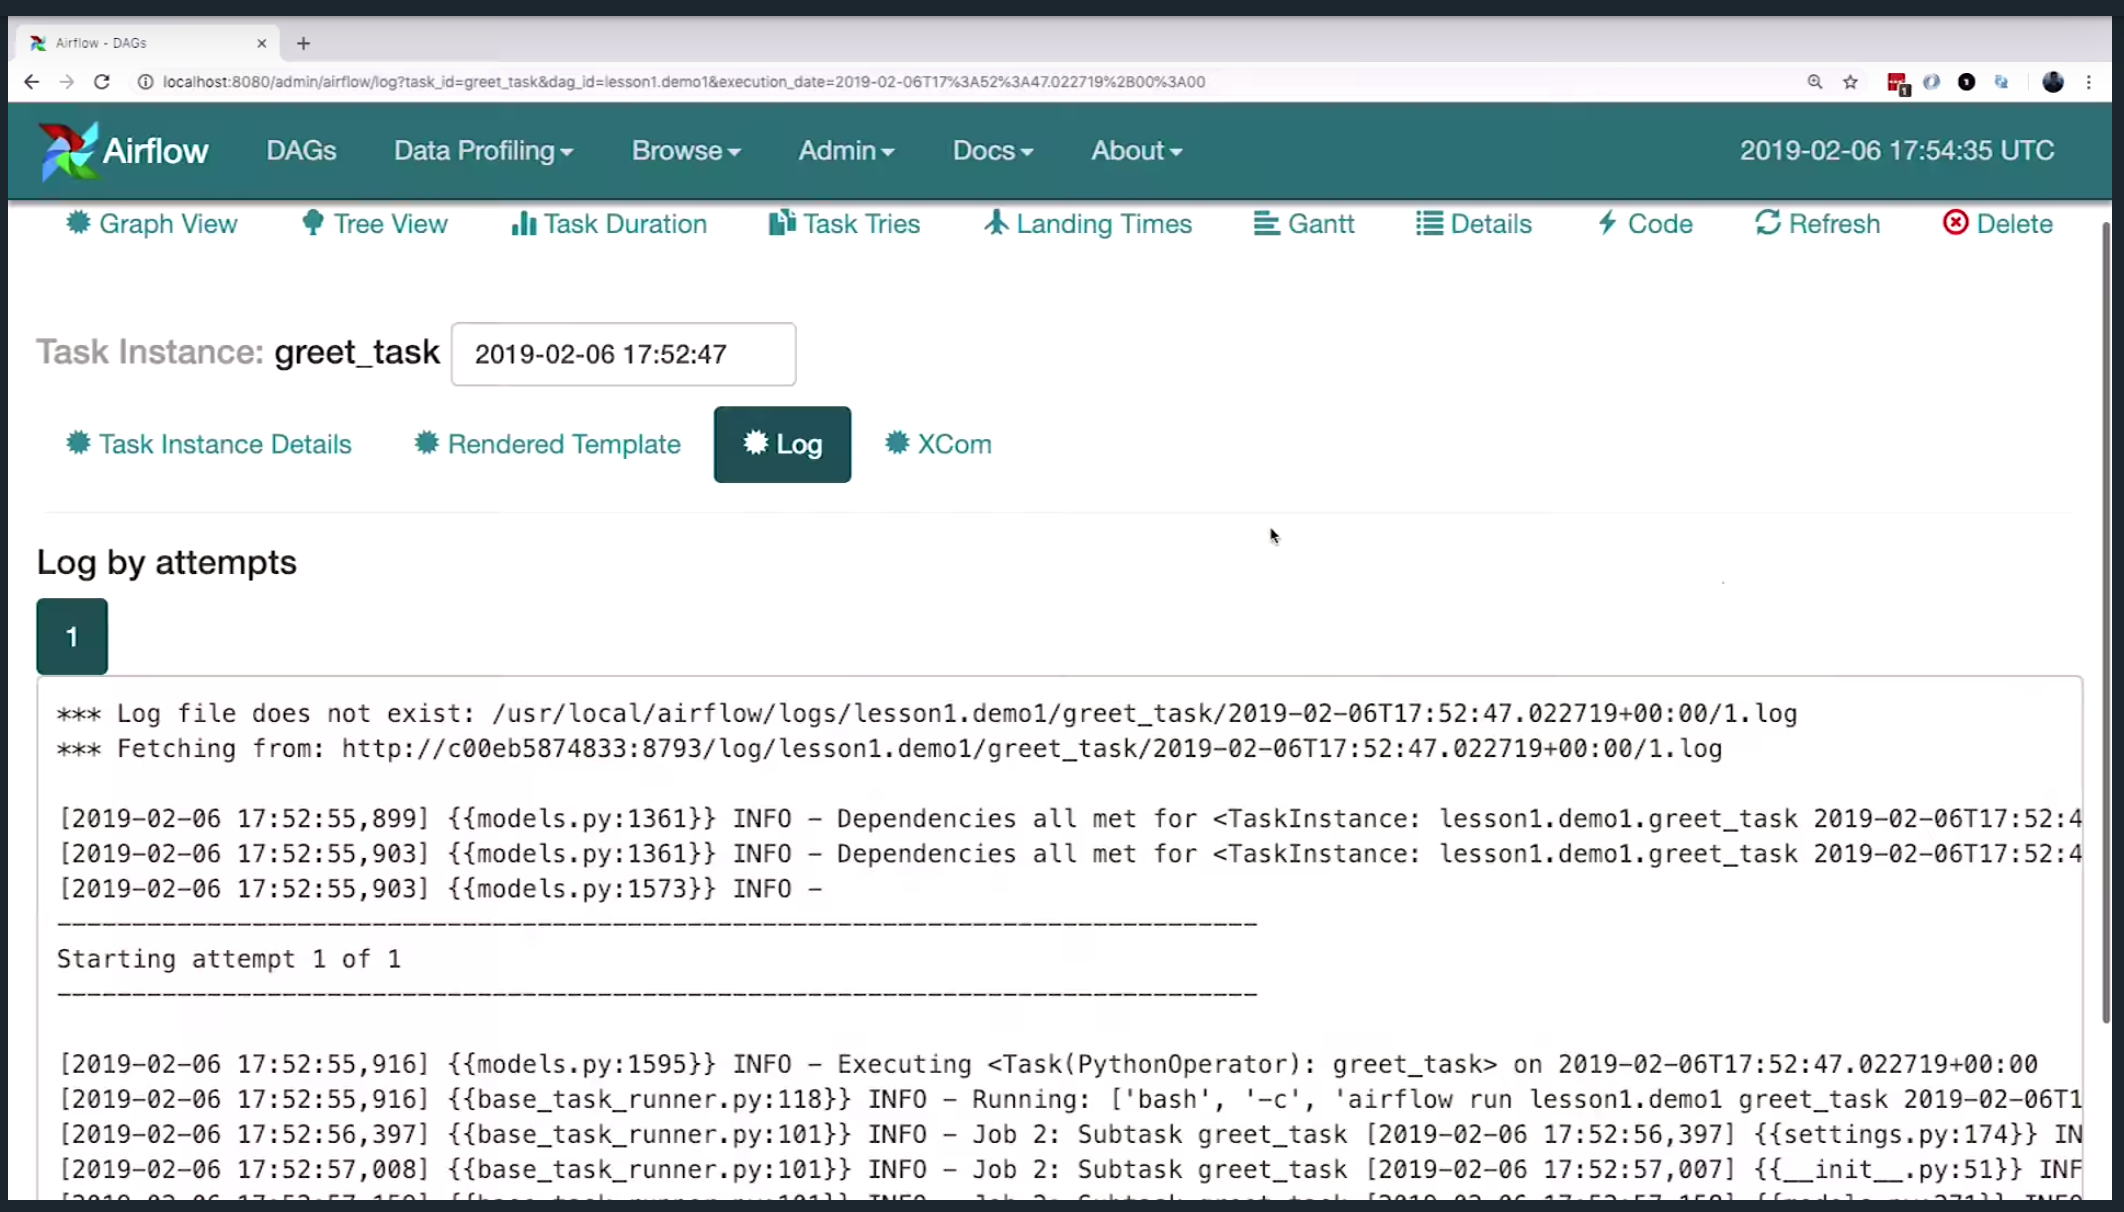 Airflow - DAGs
localhost:8080/admin/airflow/log?task_id=greet_task&dag_id=lesson1.demo1&execution_date=2019-02-06T17%3A52%3A47.022719%2B00%3A00
Airflow DAGs Data Profiling Browse Admin Docs About 2019-02-06 17:54:35 UTC
Graph View Tree View Task Duration Task Tries Landing Times Gantt Details Code Refresh Delete
Task Instance: greet_task 2019-02-06 17:52:47
Task Instance Details Rendered Template Log XCom
Log by attempts
1
*** Log file does not exist: /usr/local/airflow/logs/lesson1.demo1/greet_task/2019-02-06T17:52:47.022719+00:00/1.log
*** Fetching from: http://c00eb5874833:8793/log/lesson1.demo1/greet_task/2019-02-06T17:52:47.022719+00:00/1.log
[2019-02-06 17:52:55,899] {{models.py:1361}} INFO - Dependencies all met for <TaskInstance: lesson1.demo1.greet_task 2019-02-06T17:52:4
[2019-02-06 17:52:55,903] {{models.py:1361}} INFO - Dependencies all met for <TaskInstance: lesson1.demo1.greet_task 2019-02-06T17:52:4
[2019-02-06 17:52:55,903] {{models.py:1573}} INFO -
--------------------------------------------------------------------------------
Starting attempt 1 of 1
--------------------------------------------------------------------------------
[2019-02-06 17:52:55,916] {{models.py:1595}} INFO - Executing <Task(PythonOperator): greet_task> on 2019-02-06T17:52:47.022719+00:00
[2019-02-06 17:52:55,916] {{base_task_runner.py:118}} INFO - Running: ['bash', '-c', 'airflow run lesson1.demo1 greet_task 2019-02-06T1
[2019-02-06 17:52:56,397] {{base_task_runner.py:101}} INFO - Job 2: Subtask greet_task [2019-02-06 17:52:56,397] {{settings.py:174}} IN
[2019-02-06 17:52:57,008] {{base_task_runner.py:101}} INFO - Job 2: Subtask greet_task [2019-02-06 17:52:57,007] {{__init__.py:51}} INF